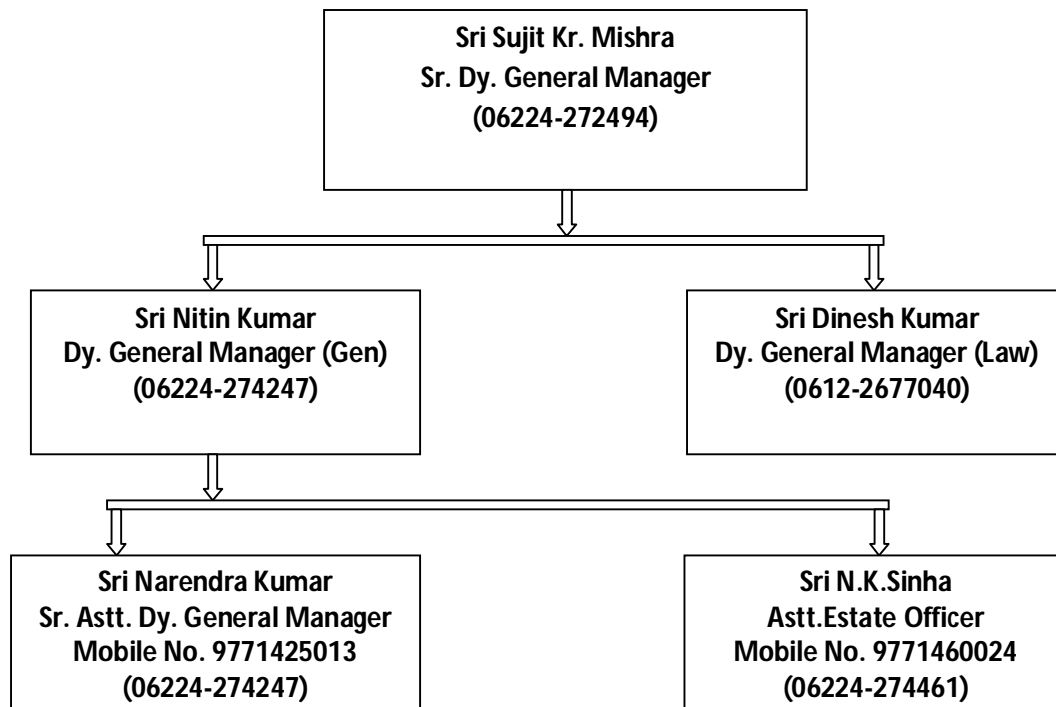 Sri Sujit Kr. Mishra
Sr. Dy. General Manager
(06224-272494)
Sri Nitin Kumar
Dy. General Manager (Gen)
(06224-274247)
Sri Dinesh Kumar
Dy. General Manager (Law)
(0612-2677040)
Sri Narendra Kumar
Sr. Astt. Dy. General Manager
Mobile No. 9771425013
(06224-274247)
Sri N.K.Sinha
Astt.Estate Officer
Mobile No. 9771460024
(06224-274461)